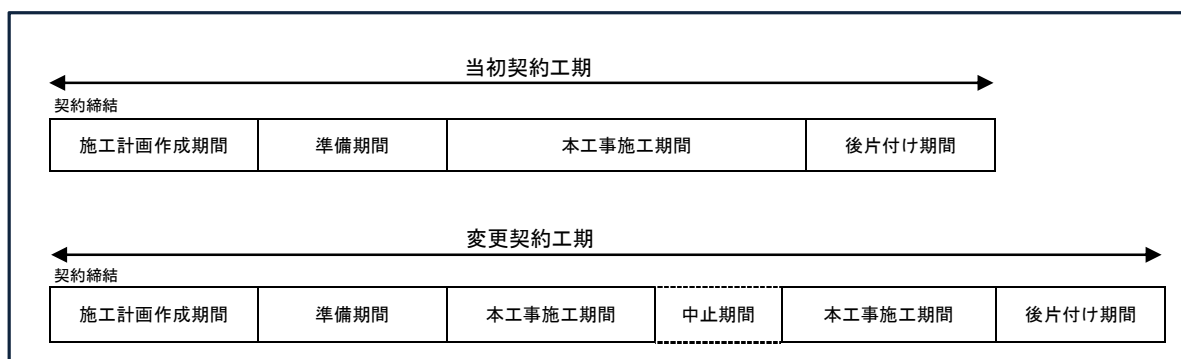 当初契約工期
契約締結
施工計画作成期間 準備期間 本工事施工期間 後片付け期間
変更契約工期
契約締結
施工計画作成期間 準備期間 本工事施工期間 中止期間 本工事施工期間 後片付け期間